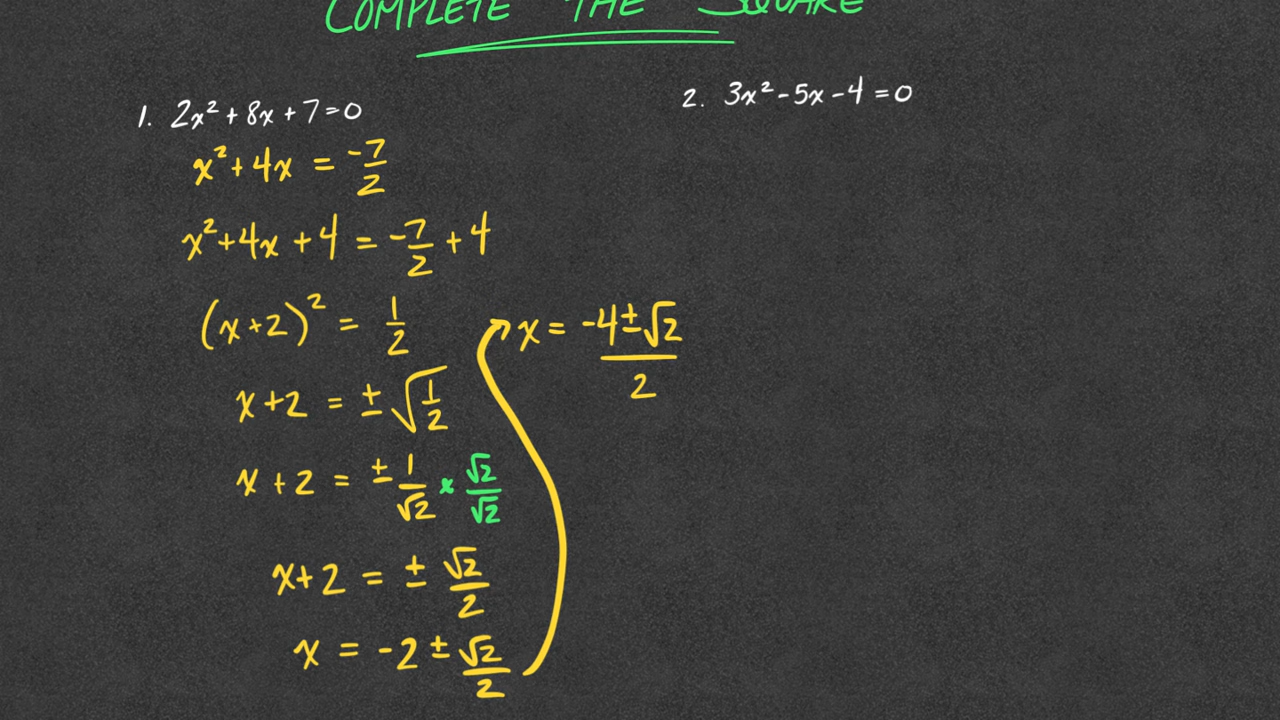 COMPLETE THE SQUARE
1. 2x² + 8x + 7 = 0
x² + 4x = -7/2
x² + 4x + 4 = -7/2 + 4
(x+2)² = 1/2
x + 2 = ± √(1/2)
x + 2 = ± 1/√2 × √2/√2
x + 2 = ± √2/2
x = -2 ± √2/2
x = (-4 ± √2)/2
2. 3x² - 5x - 4 = 0